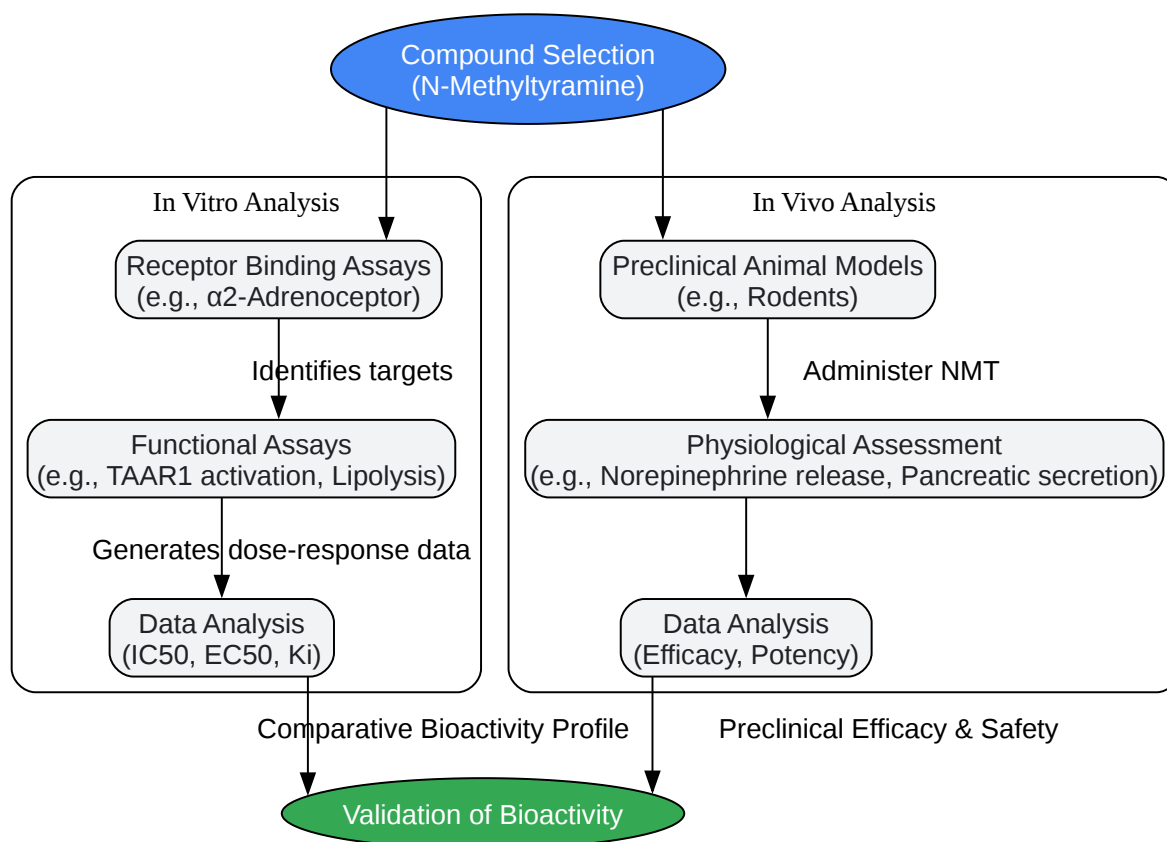 Compound Selection
(N-Methyltyramine)
In Vitro Analysis
Receptor Binding Assays
(e.g., α2-Adrenoceptor)
Identifies targets
Functional Assays
(e.g., TAAR1 activation, Lipolysis)
Generates dose-response data
Data Analysis
(IC50, EC50, Ki)
Comparative Bioactivity Profile
In Vivo Analysis
Preclinical Animal Models
(e.g., Rodents)
Administer NMT
Physiological Assessment
(e.g., Norepinephrine release, Pancreatic secretion)
Data Analysis
(Efficacy, Potency)
Preclinical Efficacy & Safety
Validation of Bioactivity